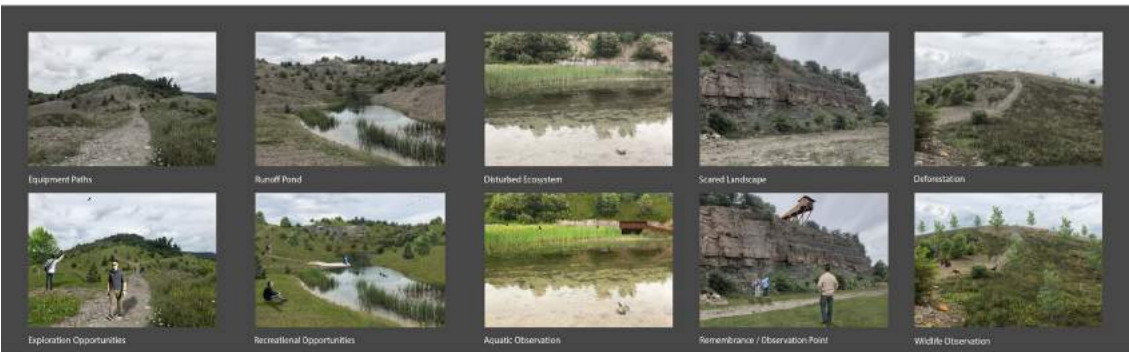 Equipment Paths
Runoff Pond
Disturbed Ecosystem
Scared Landscape
Deforestation
Exploration Opportunities
Recreational Opportunities
Aquatic Observation
Remembrance / Observation Point
Wildlife Observation